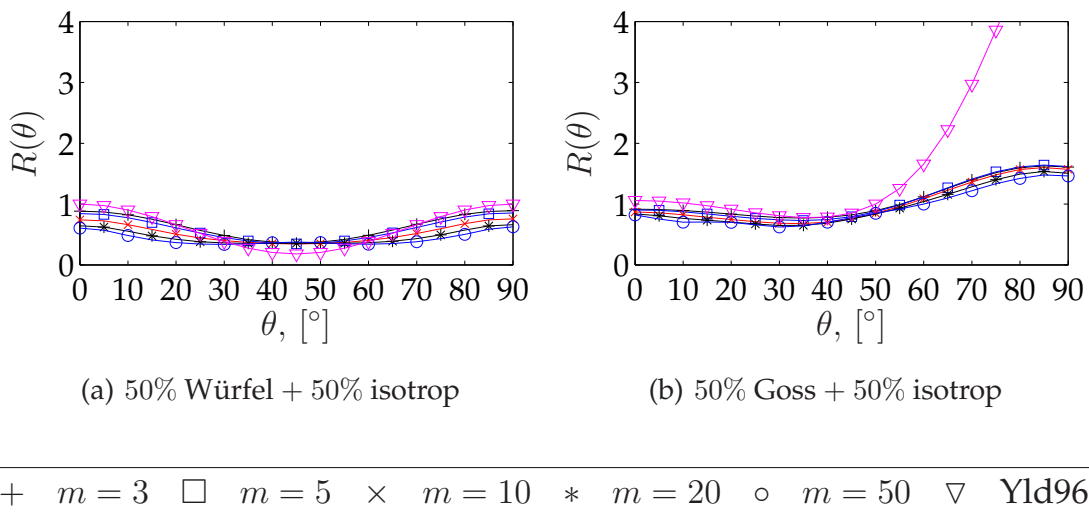 4
3
2
1
0
R(θ)
0 10 20 30 40 50 60 70 80 90
θ, [°]
(a) 50% Würfel + 50% isotrop
4
3
2
1
0
R(θ)
0 10 20 30 40 50 60 70 80 90
θ, [°]
(b) 50% Goss + 50% isotrop
+ m = 3 □ m = 5 × m = 10 ∗ m = 20 ∘ m = 50 ▽ Yld96